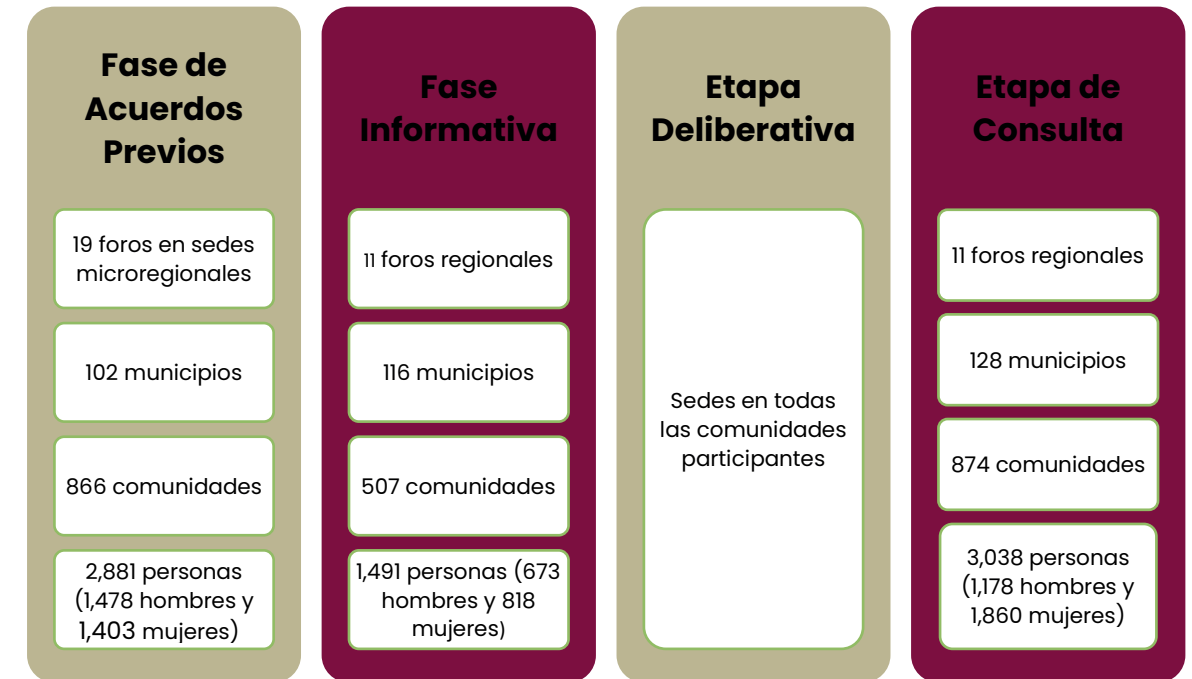 Fase de
Acuerdos
Previos
19 foros en sedes
microregionales
102 municipios
866 comunidades
2,881 personas
(1,478 hombres y
1,403 mujeres)
Fase
Informativa
11 foros regionales
116 municipios
507 comunidades
1,491 personas (673
hombres y 818
mujeres)
Etapa
Deliberativa
Sedes en todas
las comunidades
participantes
Etapa de
Consulta
11 foros regionales
128 municipios
874 comunidades
3,038 personas
(1,178 hombres y
1,860 mujeres)